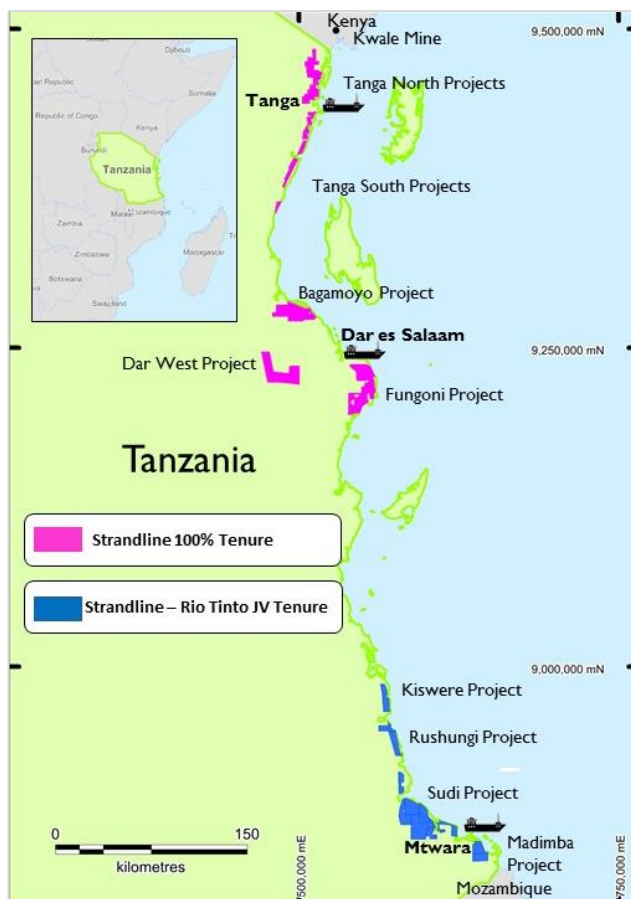 Kenya
Kwale Mine
9,500,000 mN
Tanga North Projects
Tanga
Tanga South Projects
Bagamoyo Project
Dar es Salaam
9,250,000 mN
Dar West Project
Fungoni Project
Tanzania
Strandline 100% Tenure
Strandline – Rio Tinto JV Tenure
9,000,000 mN
Kiswere Project
Rushungi Project
Sudi Project
0 150
kilometres
Mtwara
Madimba
Project
Mozambique
500,000 mE
750,000 mE
Djibouti
Somalia
Republic of Congo
Kenya
Burundi
Tanzania
Malawi
Mozambique
Zambia
Zimbabwe
Madagascar
Botswana
Swaziland